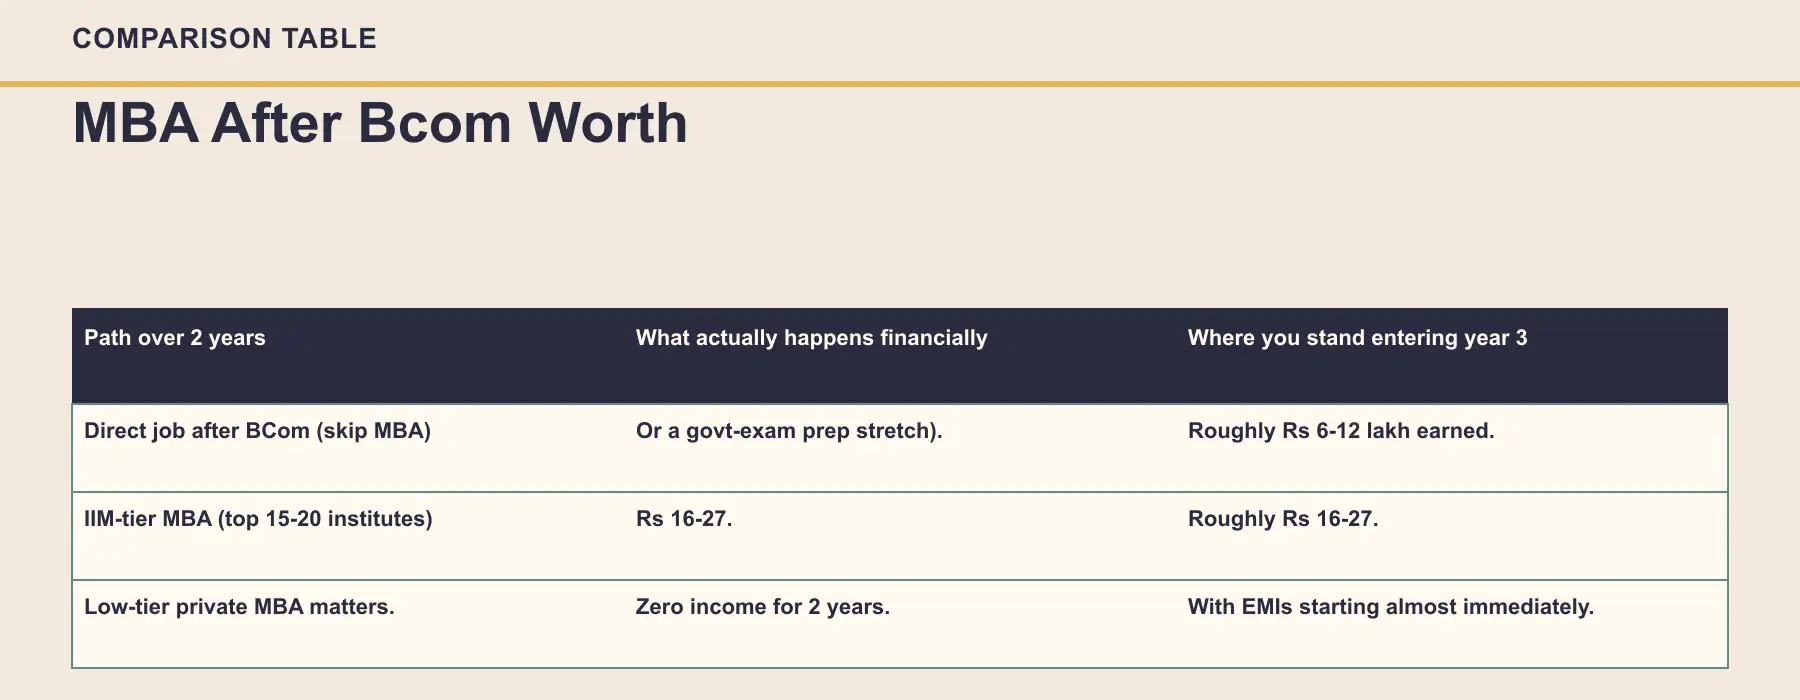 COMPARISON TABLE
MBA After Bcom Worth
Path over 2 years What actually happens financially Where you stand entering year 3
Direct job after BCom (skip MBA) Or a govt-exam prep stretch). Roughly Rs 6-12 lakh earned.
IIM-tier MBA (top 15-20 institutes) Rs 16-27. Roughly Rs 16-27.
Low-tier private MBA matters. Zero income for 2 years. With EMIs starting almost immediately.